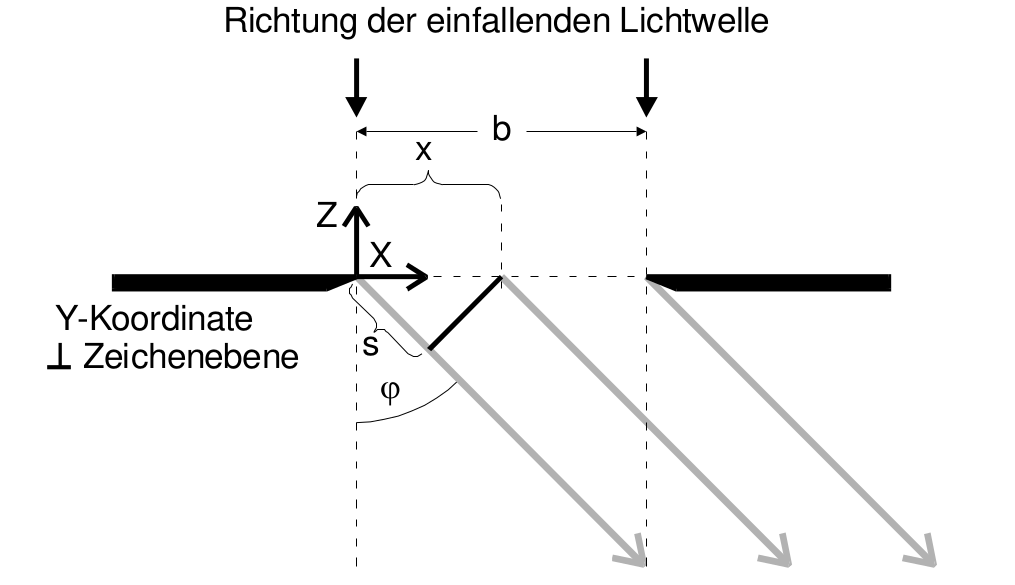 Richtung der einfallenden Lichtwelle
b
x
Z
X
Y-Koordinate
⊥ Zeichenebene
s
φ